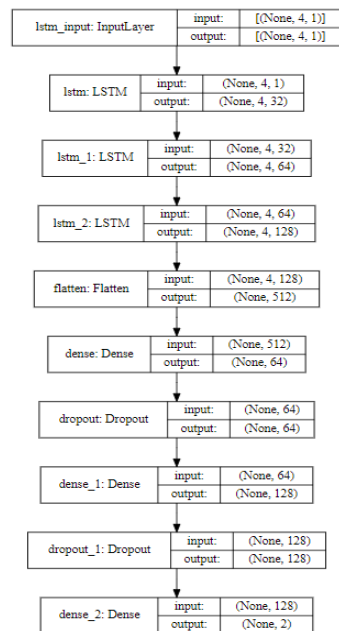 lstm_input: InputLayer input: [(None, 4, 1)]
output: [(None, 4, 1)]
lstm: LSTM input: (None, 4, 1)
output: (None, 4, 32)
lstm_1: LSTM input: (None, 4, 32)
output: (None, 4, 64)
lstm_2: LSTM input: (None, 4, 64)
output: (None, 4, 128)
flatten: Flatten input: (None, 4, 128)
output: (None, 512)
dense: Dense input: (None, 512)
output: (None, 64)
dropout: Dropout input: (None, 64)
output: (None, 64)
dense_1: Dense input: (None, 64)
output: (None, 128)
dropout_1: Dropout input: (None, 128)
output: (None, 128)
dense_2: Dense input: (None, 128)
output: (None, 2)